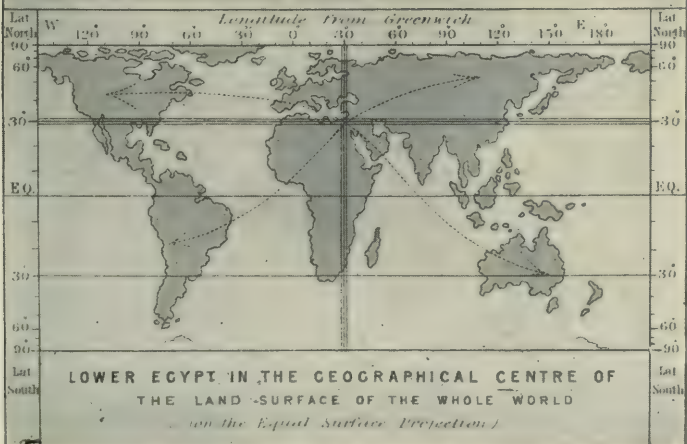 Lat Longitude from Greenwich Lat
North W 120 90 60 30 0 30 60 90 120 E 150 180 North
90 90
60 60
30 30
EQ. EQ.
30 30
60 60
90 90
Lat LOWER EGYPT IN THE GEOGRAPHICAL CENTRE OF Lat
South THE LAND-SURFACE OF THE WHOLE WORLD South
(on the Equal Surface Projection)